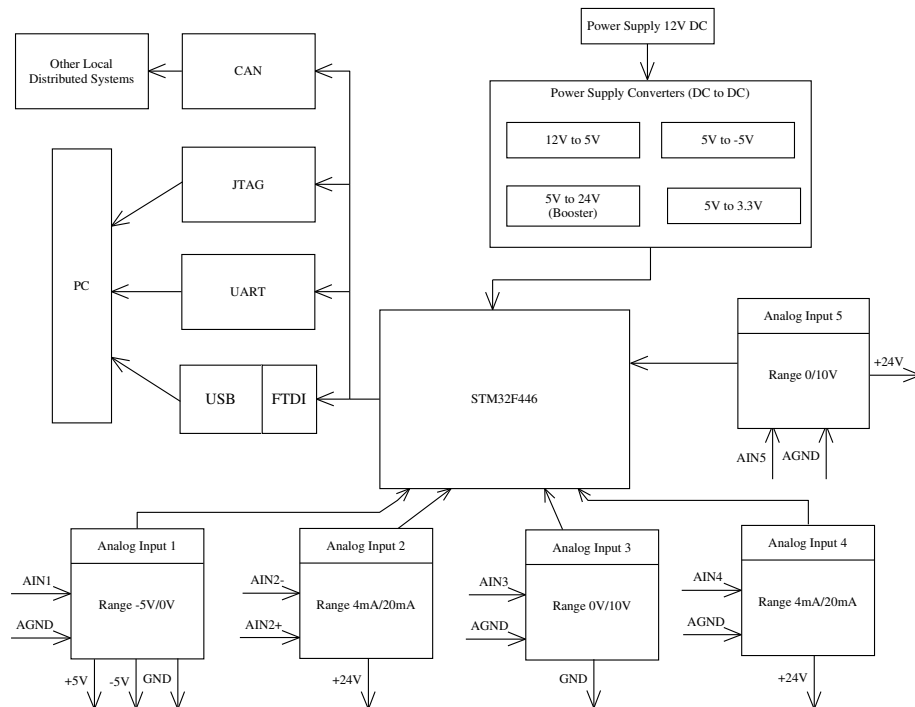 Power Supply 12V DC
Other Local
Distributed Systems
CAN
Power Supply Converters (DC to DC)
12V to 5V
5V to -5V
5V to 24V
(Booster)
5V to 3.3V
JTAG
PC
UART
USB
FTDI
STM32F446
Analog Input 5
Range 0/10V
+24V
AIN5
AGND
Analog Input 1
Range -5V/0V
AIN1
AGND
+5V
-5V
GND
Analog Input 2
Range 4mA/20mA
AIN2-
AIN2+
+24V
Analog Input 3
Range 0V/10V
AIN3
AGND
GND
Analog Input 4
Range 4mA/20mA
AIN4
AGND
+24V